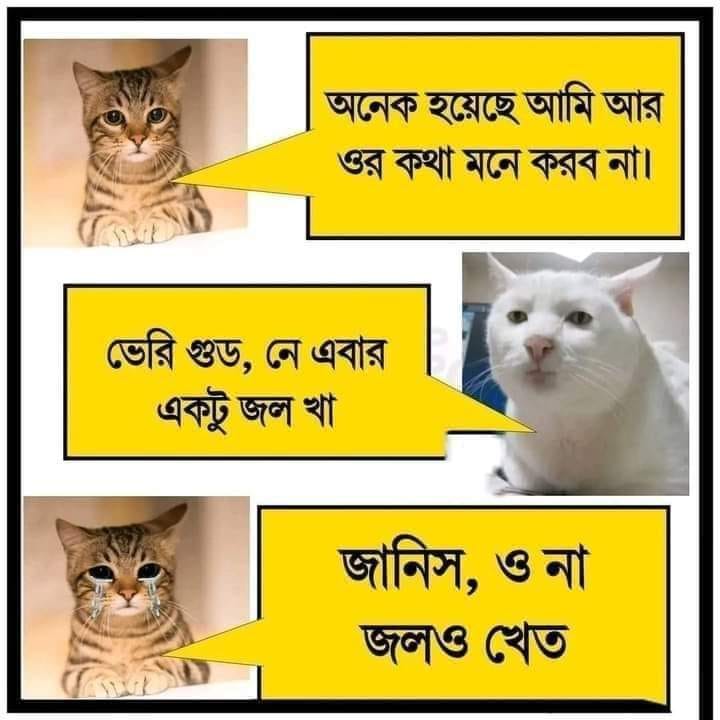 অনেক হয়েছে আমি আর
ওর কথা মনে করব না।
ভেরি গুড, নে এবার
একটু জল খা
জানিস, ও না
জলও খেত